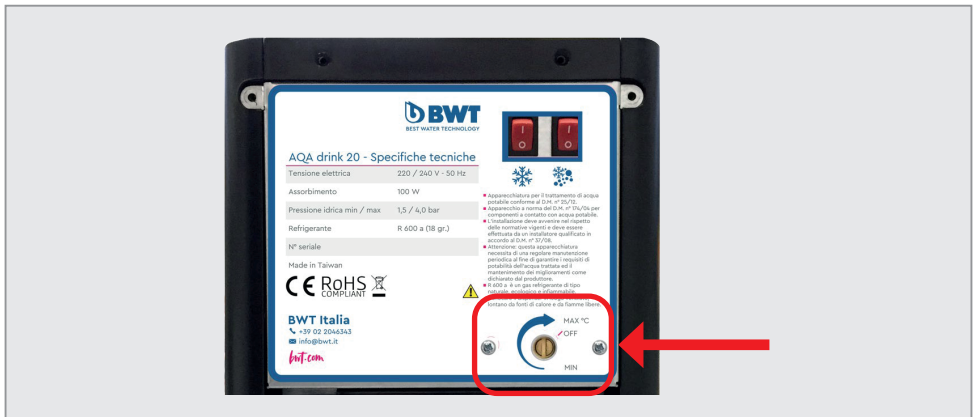 BWT
BEST WATER TECHNOLOGY
AQA drink 20 - Specifiche tecniche
Tensione elettrica 220 / 240 V - 50 Hz
Assorbimento 100 W
Pressione idrica min / max 1,5 / 4,0 bar
Refrigerante R 600 a (18 gr.)
N° seriale
Made in Taiwan
CE RoHS
COMPLIANT
BWT Italia
+39 02 2046343
info@bwt.it
bwt.com
I I
O O
Apparecchiatura per il trattamento di acqua
potabile conforme al D.M. n° 25/12.
Apparecchio a norma del D.M. n° 174/04 per
componenti a contatto con acqua potabile.
L'installazione deve avvenire nel rispetto
delle normative vigenti e deve essere
effettuata da un installatore qualificato in
accordo al D.M. n° 37/08.
Attenzione: questa apparecchiatura
necessita di una regolare manutenzione
periodica al fine di garantire i requisiti di
potabilità dell'acqua trattata ed il
mantenimento dei miglioramenti come
dichiarato dal produttore.
R 600 a è un gas refrigerante di tipo
naturale, ecologico e infiammabile.
lontano da fonti di calore e da fiamme libere.
MAX °C
OFF
MIN